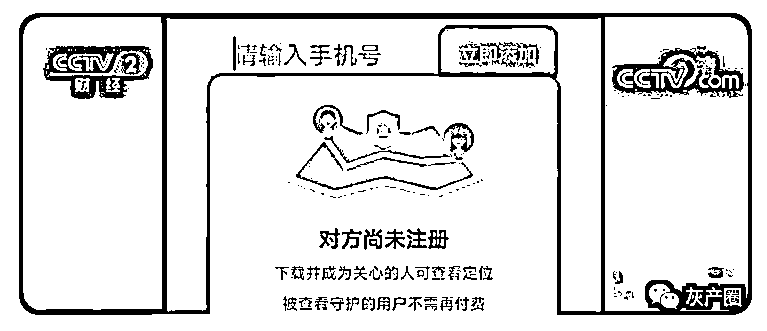 CCTV 2
财经
请输入手机号
立即添加
CCTV.com
对方尚未注册
下载并成为关心的人可查看定位
被查看守护的用户不需再付费
灰产圈